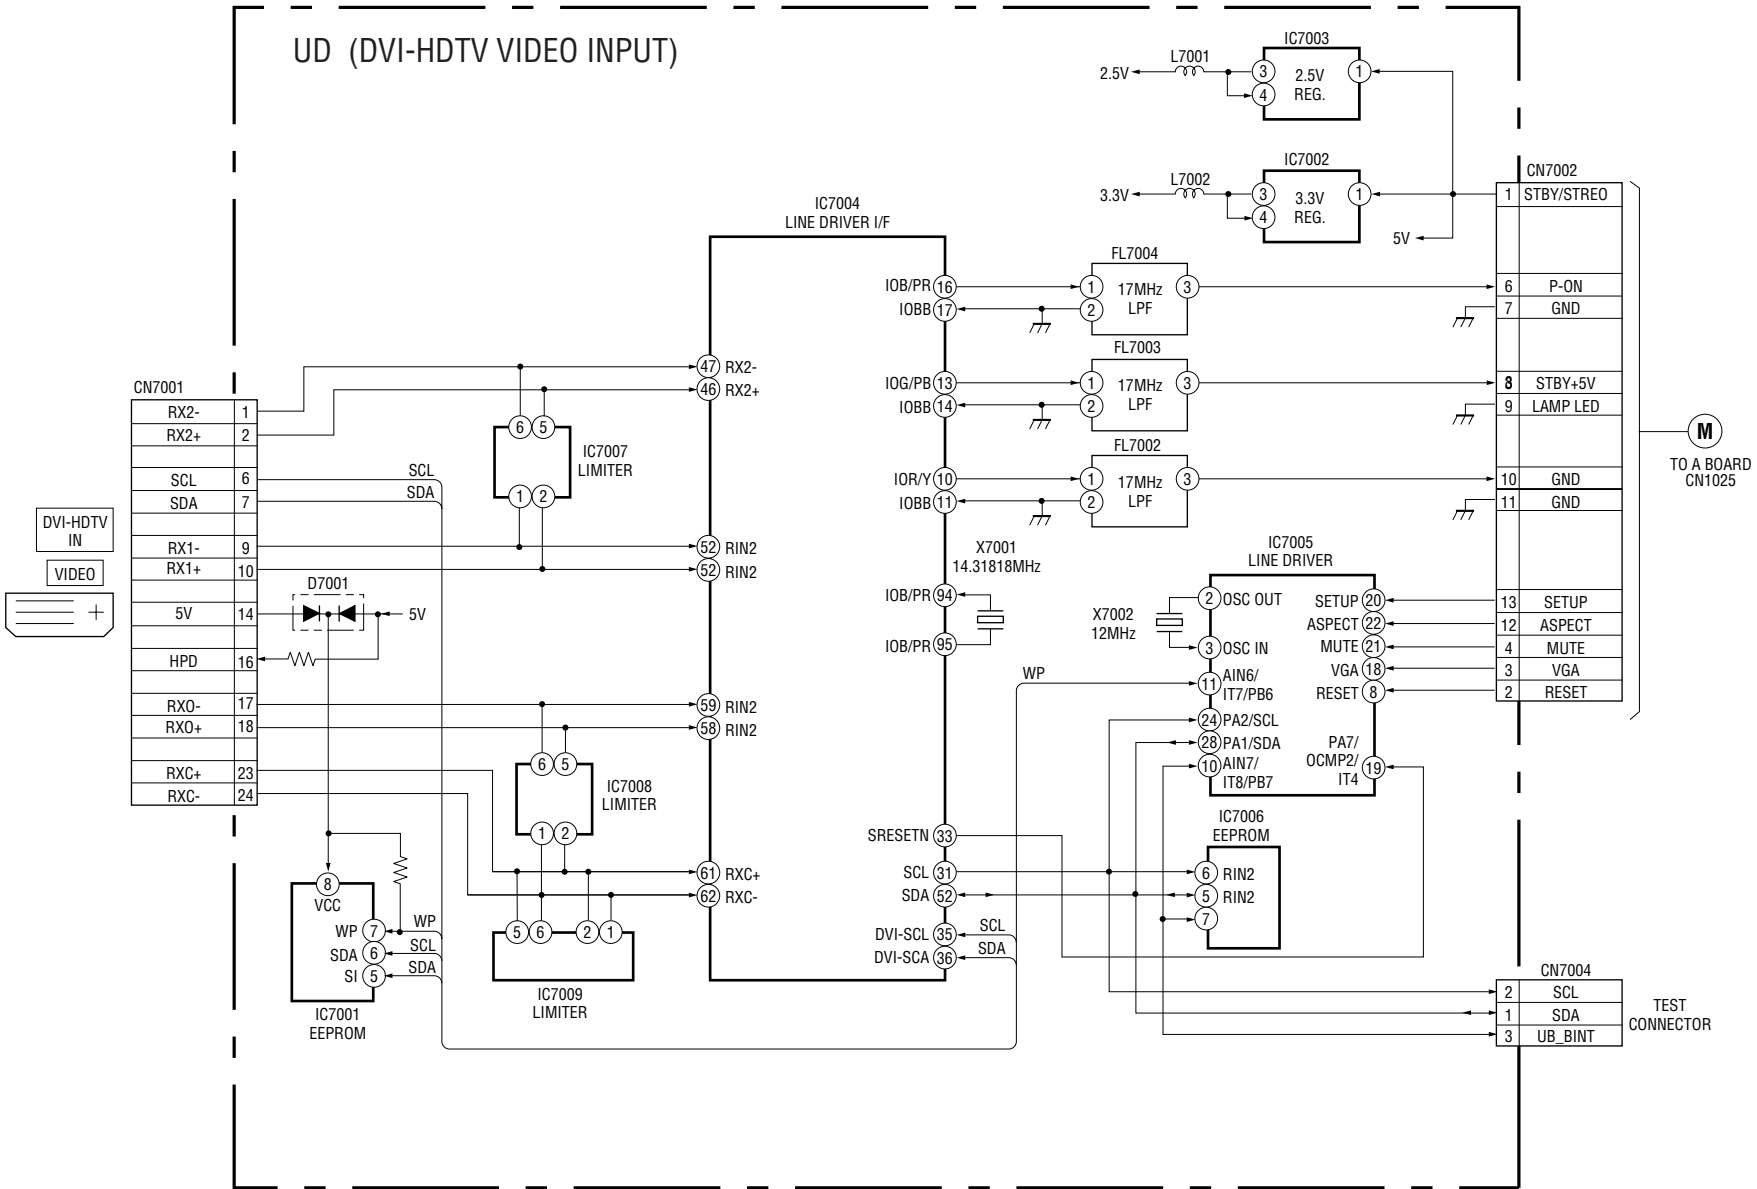 UD (DVI-HDTV VIDEO INPUT)
IC7003
L7001
2.5V
3
4
2.5V
REG.
1
IC7002
L7002
3.3V
3
4
3.3V
REG.
1
5V
CN7002
1 STBY/STREO
6 P-ON
7 GND
8 STBY+5V
9 LAMP LED
10 GND
11 GND
13 SETUP
12 ASPECT
4 MUTE
3 VGA
2 RESET
M
TO A BOARD
CN1025
IC7004
LINE DRIVER I/F
IOB/PR 16
IOBB 17
IOG/PB 13
IOBB 14
IOR/Y 10
IOBB 11
IOB/PR 94
IOB/PR 95
SRESETN 33
SCL 31
SDA 52
DVI-SCL 35
DVI-SCA 36
SCL
SDA
47 RX2-
46 RX2+
52 RIN2
52 RIN2
59 RIN2
58 RIN2
61 RXC+
62 RXC-
FL7004
1
2
17MHz
LPF
3
FL7003
1
2
17MHz
LPF
3
FL7002
1
2
17MHz
LPF
3
X7001
14.31818MHz
CN7001
RX2- 1
RX2+ 2
SCL 6
SDA 7
RX1- 9
RX1+ 10
5V 14
HPD 16
RXO- 17
RXO+ 18
RXC+ 23
RXC- 24
DVI-HDTV
IN
VIDEO
+
SCL
SDA
D7001
5V
6 5
IC7007
LIMITER
1 2
6 5
IC7008
LIMITER
1 2
5 6 2 1
IC7009
LIMITER
8
VCC
WP 7
SDA 6
SI 5
WP
SCL
SDA
IC7001
EEPROM
IC7005
LINE DRIVER
X7002
12MHz
2 OSC OUT
3 OSC IN
WP
11 AIN6/
IT7/PB6
24 PA2/SCL
28 PA1/SDA
10 AIN7/
IT8/PB7
SETUP 20
ASPECT 22
MUTE 21
VGA 18
RESET 8
PA7/
OCMP2/
IT4
19
IC7006
EEPROM
6 RIN2
5 RIN2
7
CN7004
2 SCL
1 SDA
3 UB_BINT
TEST
CONNECTOR